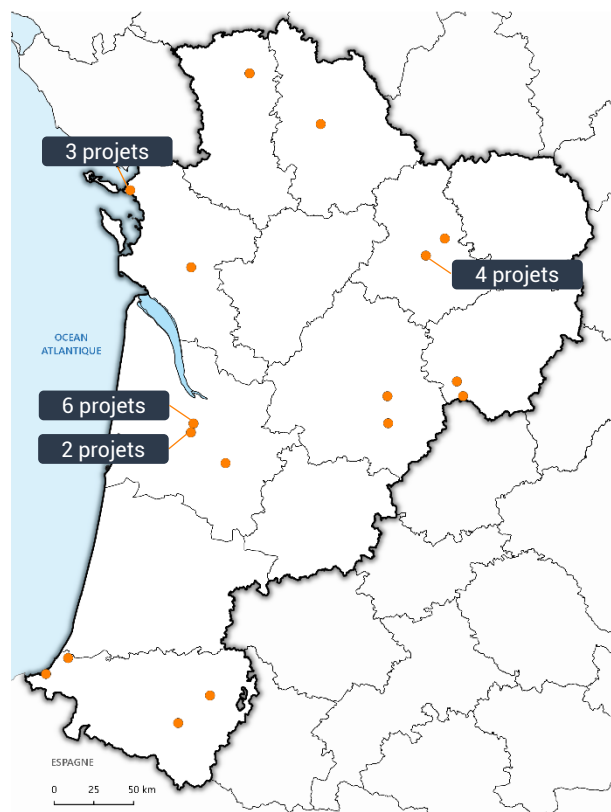 3 projets
4 projets
OCEAN
ATLANTIQUE
6 projets
2 projets
ESPAGNE
0 25 50 km